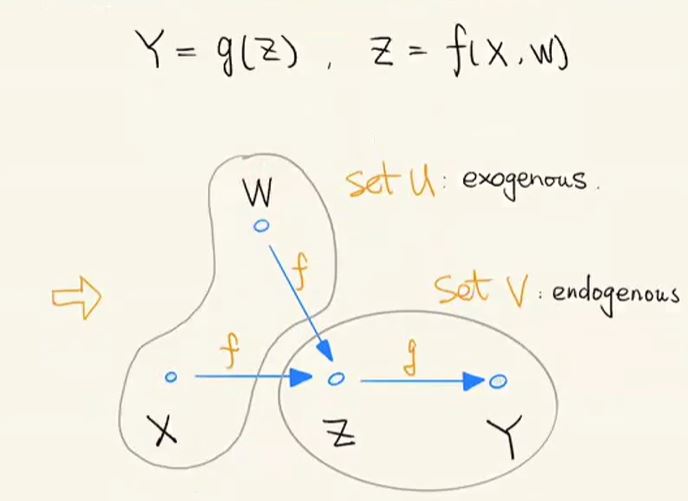 Y = g(Z) , Z = f(X, W)
W
set U: exogenous.
f
set V: endogenous
f
g
X
Z
Y